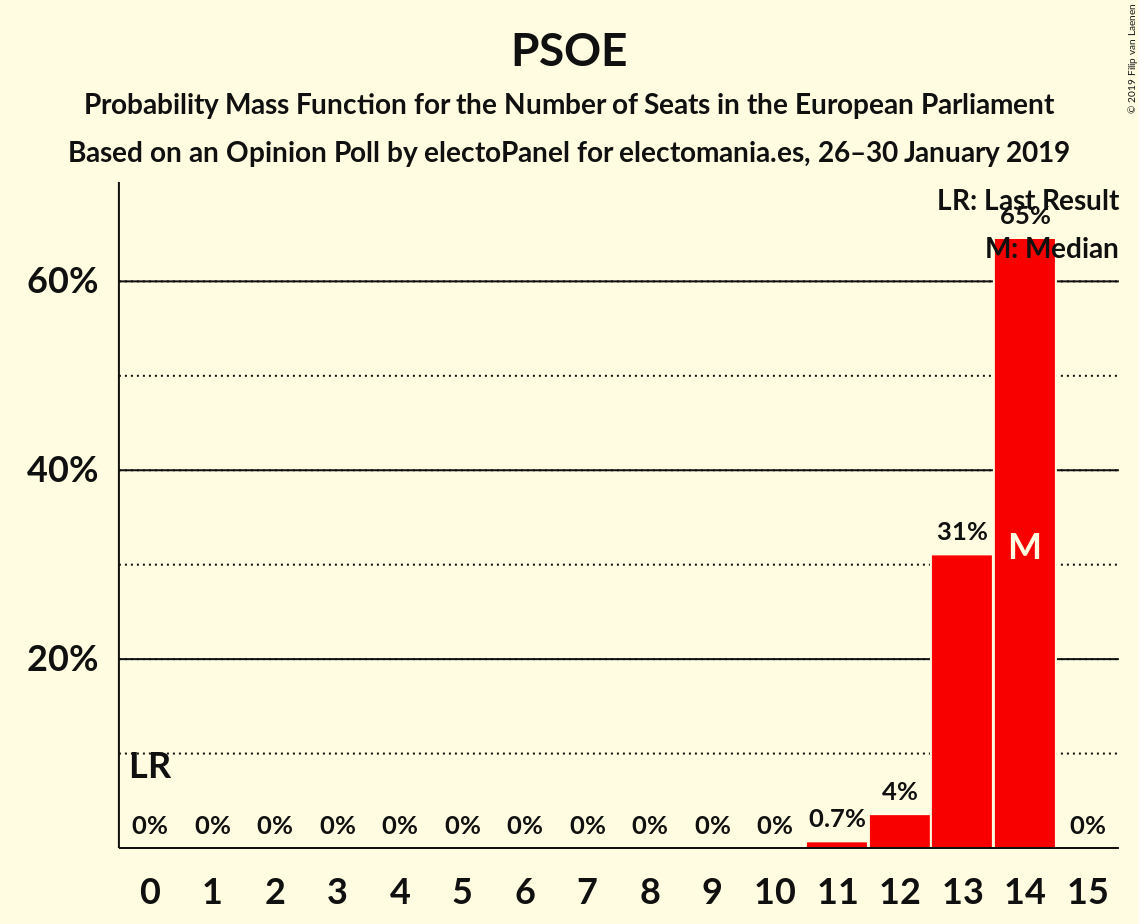 © 2019 Filip van Laenen
PSOE
Probability Mass Function for the Number of Seats in the European Parliament
Based on an Opinion Poll by electoPanel for electomania.es, 26–30 January 2019
LR: Last Result
65%
M: Median
60%
40%
31%
M
20%
LR
4%
0% 0% 0% 0% 0% 0% 0% 0% 0% 0% 0% 0.7% 0%
0 1 2 3 4 5 6 7 8 9 10 11 12 13 14 15